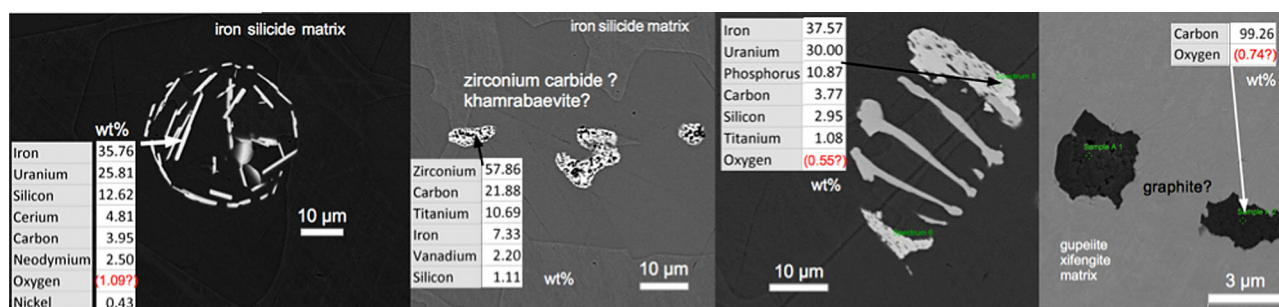 iron silicide matrix
wt%
Iron 35.76
Uranium 25.81
Silicon 12.62
Cerium 4.81
Carbon 3.95
Neodymium 2.50
Oxygen (1.09?)
Nickel 0.43
10 µm
iron silicide matrix
zirconium carbide ?
khamrabaevite?
Zirconium 57.86
Carbon 21.88
Titanium 10.69
Iron 7.33
Vanadium 2.20
Silicon 1.11
wt%
10 µm
Iron 37.57
Uranium 30.00
Phosphorus 10.87
Carbon 3.77
Silicon 2.95
Titanium 1.08
Oxygen (0.55?)
wt%
Spectrum 6
10 µm
Carbon 99.26
Oxygen (0.74?)
wt%
Sample A 1
graphite?
gupeiite
xifengite
matrix
3 µm